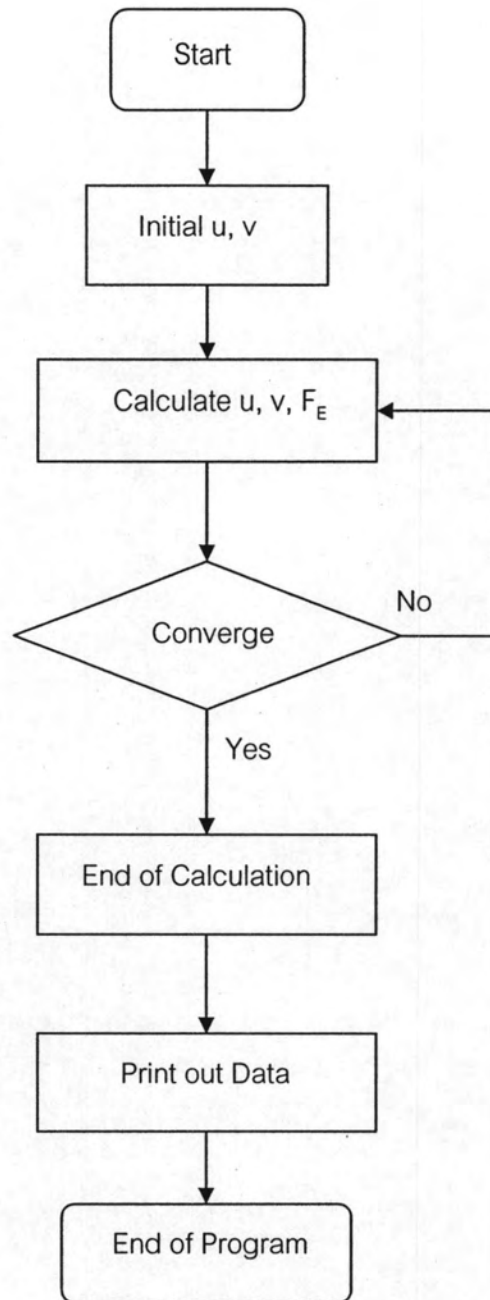 Start
Initial u, v
Calculate u, v, F_E
Converge
No
Yes
End of Calculation
Print out Data
End of Program